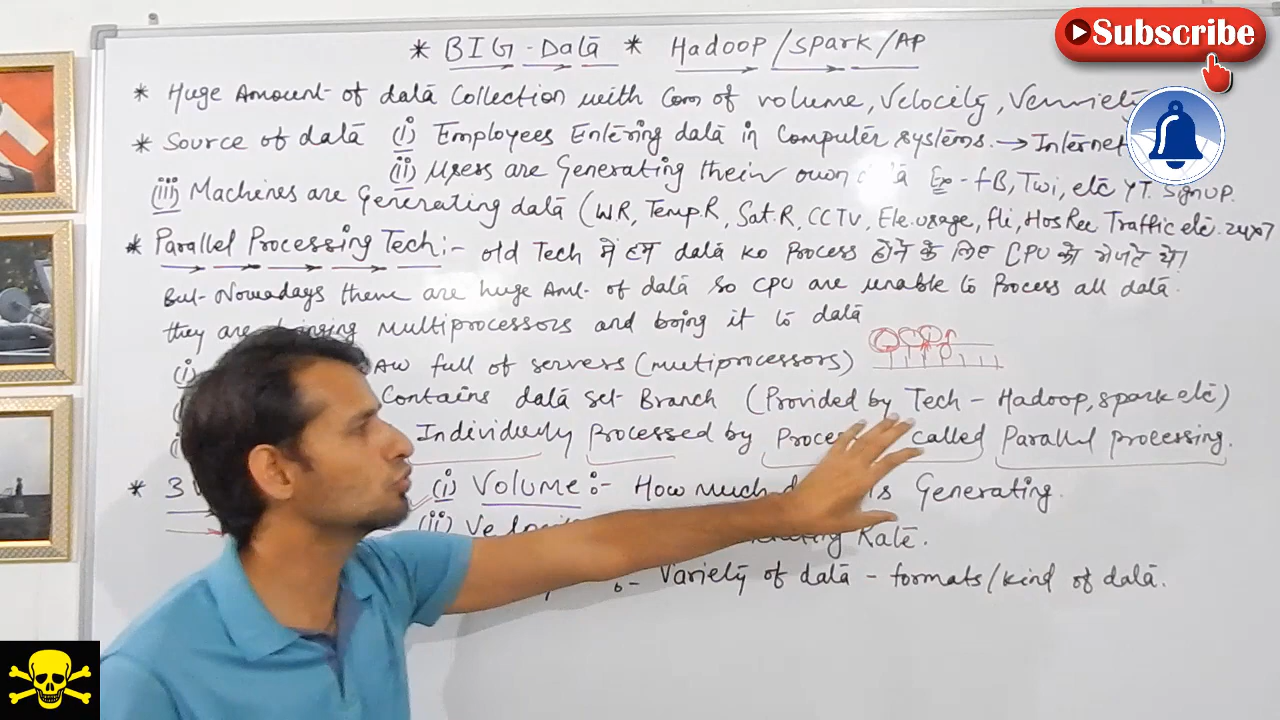 * BIG-Data * Hadoop/Spark/AP
Subscribe
* Huge Amount of data Collection with Com of volume, Velocity,
* Source of data (i) Employees Entering data in Computer systems. → Internet
(ii) Users are Generating their own Ex - fB, Twi, etc YT. SignUP.
(iii) Machines are Generating data (WR, Temp.R, Sat.R, CCTV, Ele.usage, fli, Hos Rec Traffic etc. 24x7
* Parallel Processing Tech:- old Tech में हम data ko Process होने के लिए CPU को भेजते थे।
But Nowadays there are huge Amt. of data so CPU are unable to Process all data.
they are multiprocessors and it to data
(i) full of servers (multiprocessors)
Contains data set Branch (Provided by Tech - Hadoop, spark etc)
Individuly Processed by called Parallel processing.
* 3 (i) Volume:- How much is Generating.
(ii) Rate.
:- Variety of data - formats/kind of data.